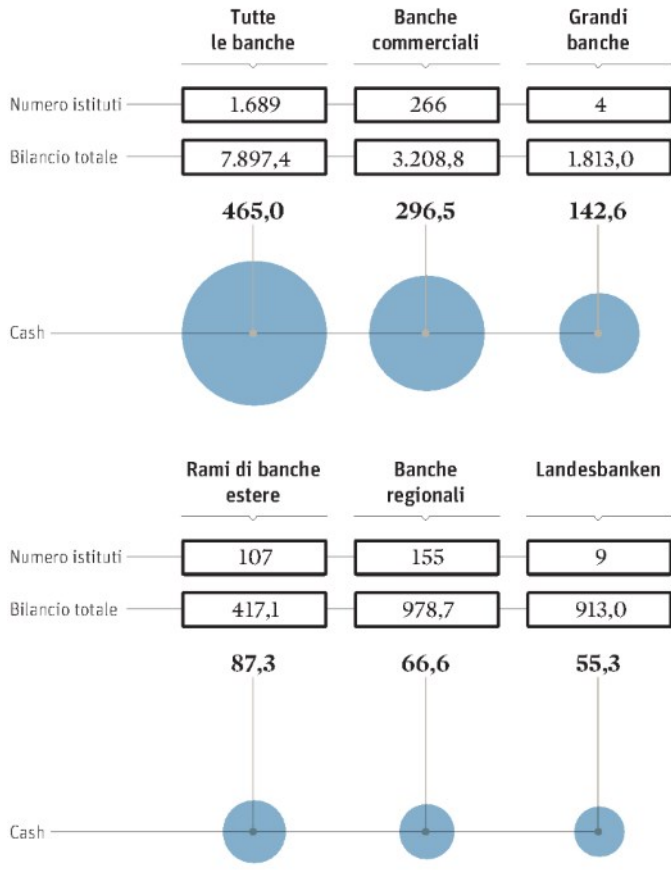 Tutte
le banche
Banche
commerciali
Grandi
banche
Numero istituti 1.689 266 4
Bilancio totale 7.897,4 3.208,8 1.813,0
465,0 296,5 142,6
Cash
Rami di banche
estere
Banche
regionali
Landesbanken
Numero istituti 107 155 9
Bilancio totale 417,1 978,7 913,0
87,3 66,6 55,3
Cash